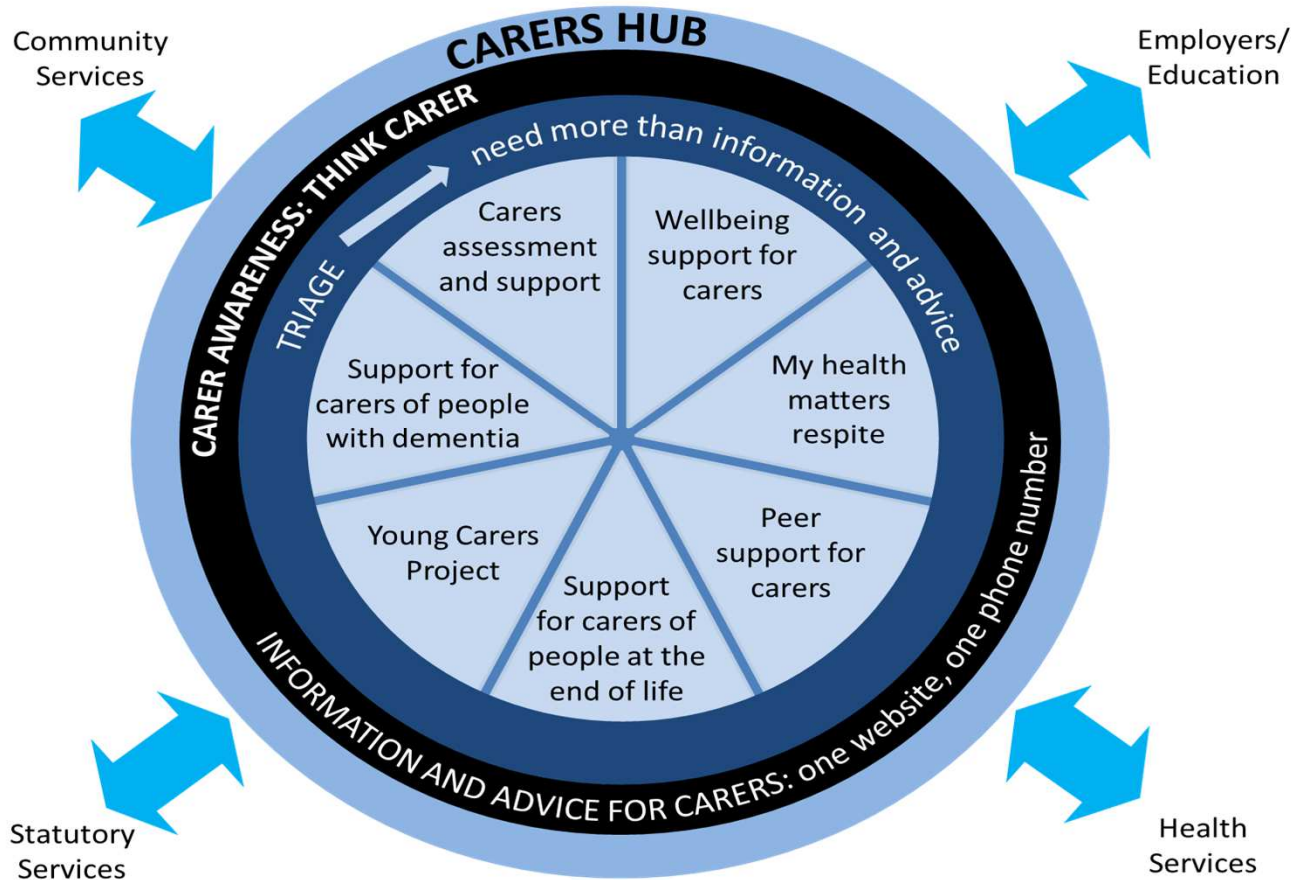 CARERS HUB
Community
Services
Employers/
Education
CARER AWARENESS: THINK CARER
TRIAGE
need more than information and advice
Carers
assessment
and support
Wellbeing
support for
carers
My health
matters
respite
Peer
support for
carers
Support
for carers of
people at the
end of life
Young Carers
Project
Support for
carers of people
with dementia
INFORMATION AND ADVICE FOR CARERS: one website, one phone number
Statutory
Services
Health
Services